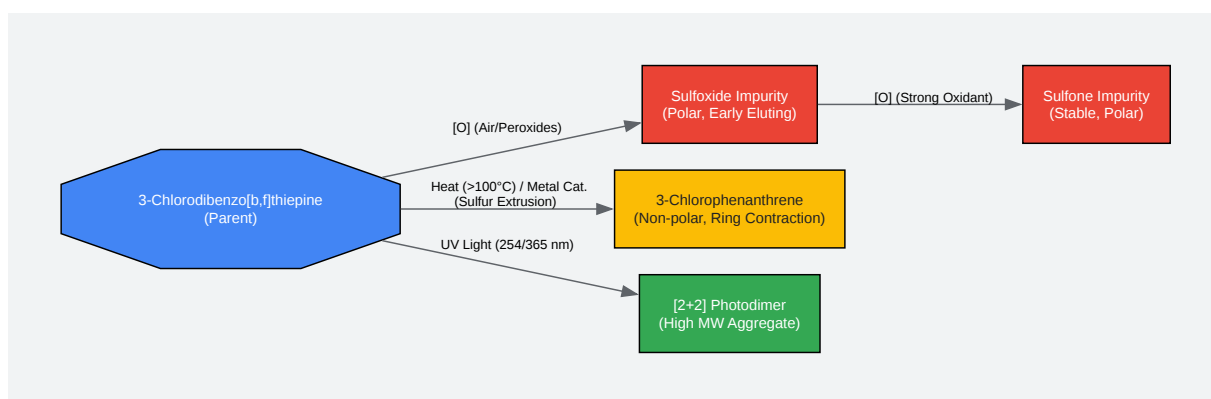 [O] (Air/Peroxides)
Sulfoxide Impurity
(Polar, Early Eluting)
[O] (Strong Oxidant)
Sulfone Impurity
(Stable, Polar)
3-Chlorodibenzo[b,f]thiepine
(Parent)
Heat (>100°C) / Metal Cat.
(Sulfur Extrusion)
3-Chlorophenanthrene
(Non-polar, Ring Contraction)
UV Light (254/365 nm)
[2+2] Photodimer
(High MW Aggregate)